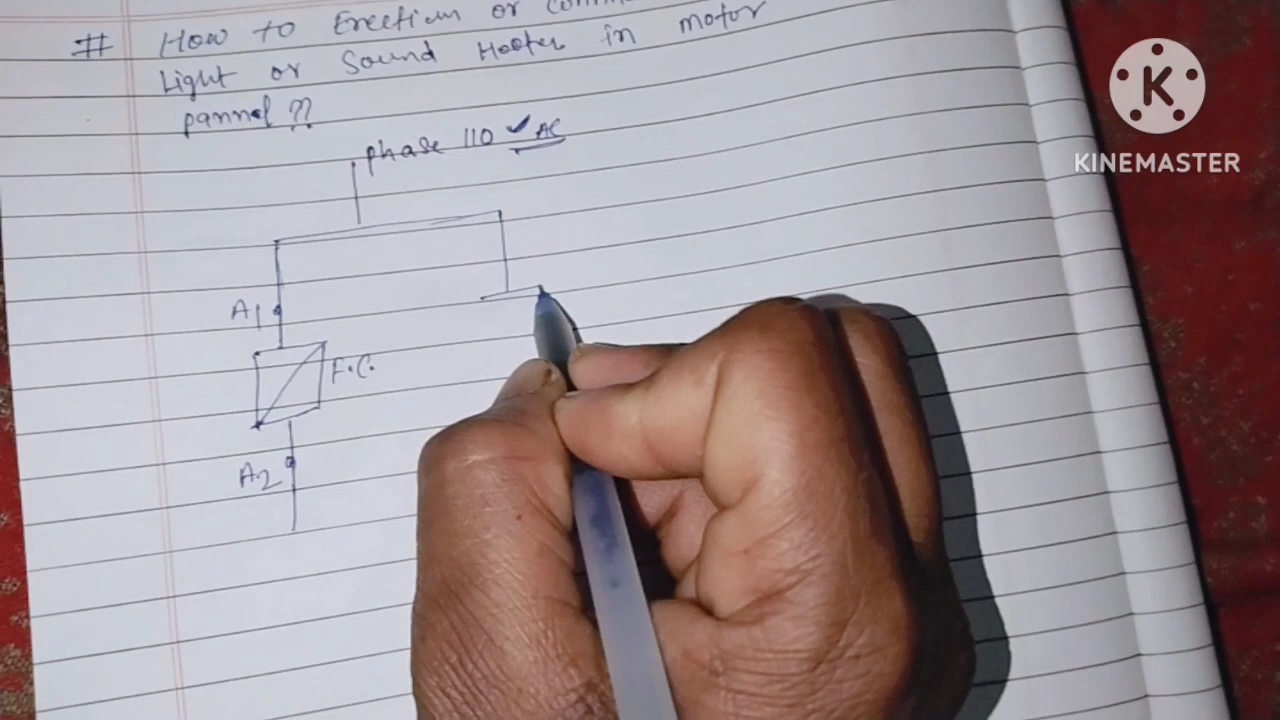 # How to Erection or
Light or Sound Hooter in motor
pannel ??
phase 110 AC
A1
F.C.
A2
K
KINEMASTER